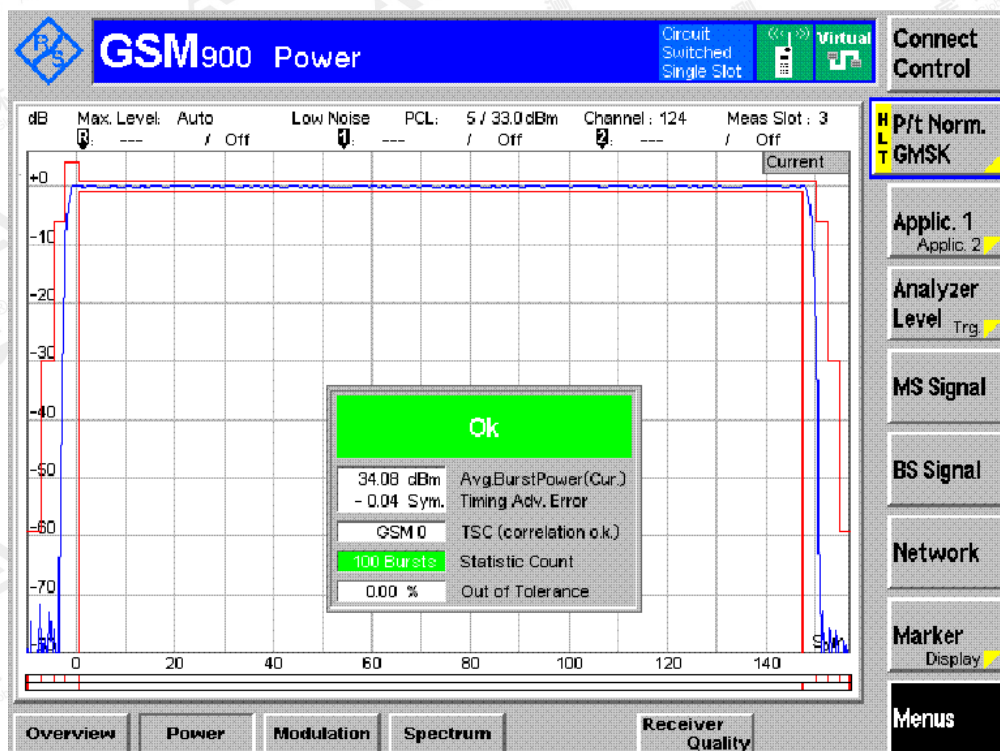 R/S
GSM900 Power
Circuit
Switched
Single Slot
Virtual
Connect
Control
dB Max. Level: Auto Low Noise PCL: 5 / 33.0 dBm Channel : 124 Meas Slot : 3
R: --- / Off 1: --- / Off 2: --- / Off
Current
HLT
P/t Norm.
GMSK
Applic. 1
Applic. 2
Analyzer
Level Trg.
MS Signal
BS Signal
Network
Marker
Display
Menus
+0
-10
-20
-30
-40
-50
-60
-70
Ok
34.08 dBm Avg.BurstPower(Cur.)
- 0.04 Sym. Timing Adv. Error
GSM 0 TSC (correlation o.k.)
100 Bursts Statistic Count
0.00 % Out of Tolerance
0 20 40 60 80 100 120 140
Overview Power Modulation Spectrum Receiver
Quality